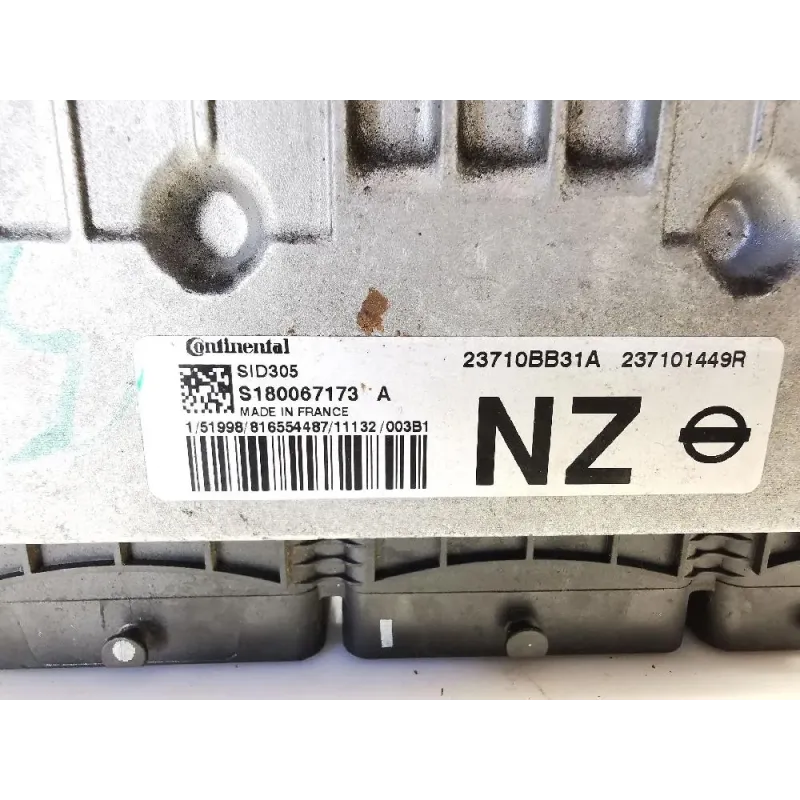 Continental
SID305
S180067173 A
MADE IN FRANCE
1/51998/816554487/11132/003B1
23710BB31A 237101449R
NZ